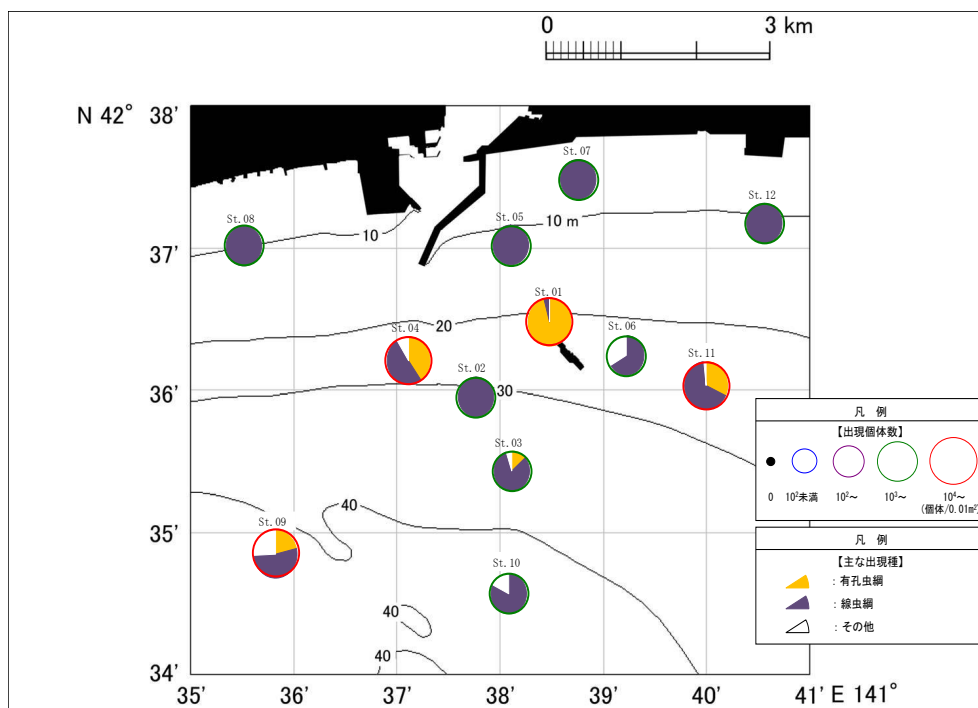 0 3 km
N 42° 38'
37'
36'
35'
34'
35' 36' 37' 38' 39' 40' 41' E 141°
St.07
St.12
St.08
St.05
10
10 m
St.01
St.04
20
St.06
St.11
St.02
30
St.03
40
St.09
St.10
40
40
凡 例
【出現個体数】
0 10²未満 10²～ 10³～ 10⁴～
(個体/0.01m²)
凡 例
【主な出現種】
：有孔虫綱
：線虫綱
：その他